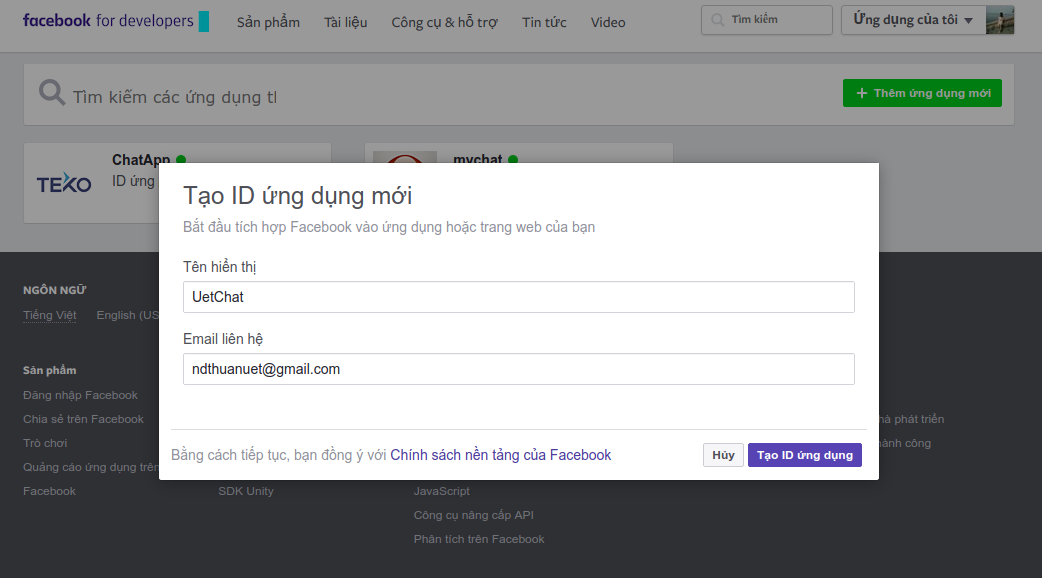 facebook for developers Sản phẩm Tài liệu Công cụ & hỗ trợ Tin tức Video Tìm kiếm Ứng dụng của tôi
Tìm kiếm các ứng dụng
+ Thêm ứng dụng mới
ChatApp
TEKO
ID ứng
mychat
Tạo ID ứng dụng mới
Bắt đầu tích hợp Facebook vào ứng dụng hoặc trang web của bạn
Tên hiển thị
UetChat
Email liên hệ
ndthuanuet@gmail.com
Bằng cách tiếp tục, bạn đồng ý với Chính sách nền tảng của Facebook
Hủy Tạo ID ứng dụng
NGÔN NGỮ
Tiếng Việt English (US
Sản phẩm
Đăng nhập Facebook
Chia sẻ trên Facebook
Trò chơi
Quảng cáo ứng dụng trên
Facebook
SDK Unity
JavaScript
Công cụ nâng cấp API
Phân tích trên Facebook
phát triển
công